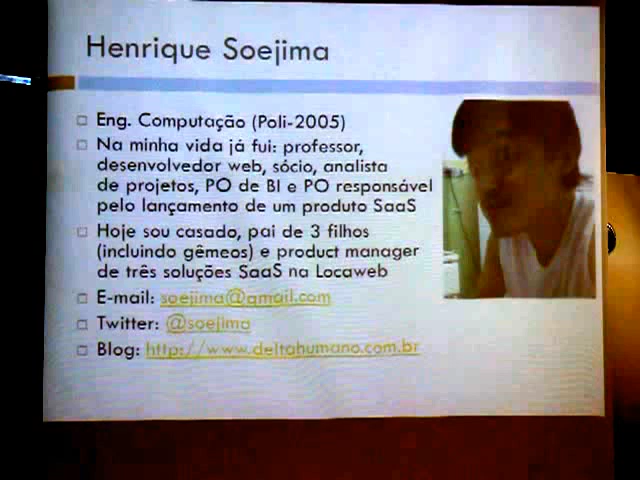 Henrique Soejima
Eng. Computação (Poli-2005)
Na minha vida já fui: professor,
desenvolvedor web, sócio, analista
de projetos, PO de BI e PO responsável
pelo lançamento de um produto SaaS
Hoje sou casado, pai de 3 filhos
(incluindo gêmeos) e product manager
de três soluções SaaS na Locaweb
E-mail: soejima@gmail.com
Twitter: @soejima
Blog: http://www.deltahumano.com.br